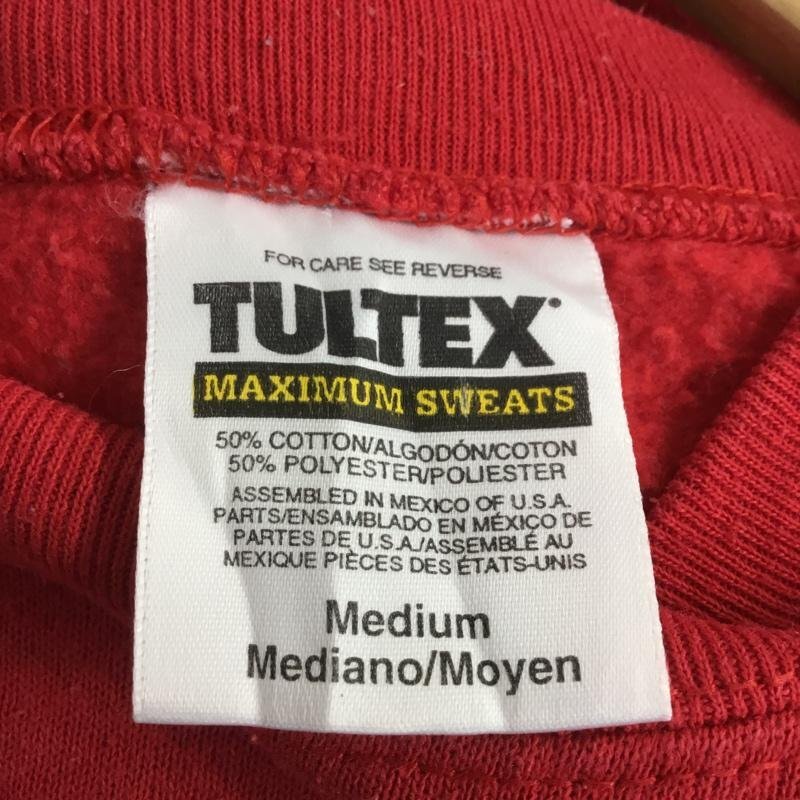 FOR CARE SEE REVERSE
TULTEX
MAXIMUM SWEATS
50% COTTON/ALGODÓN/COTON
50% POLYESTER/POLIESTER
ASSEMBLED IN MEXICO OF U.S.A.
PARTS/ENSAMBLADO EN MÉXICO DE
PARTES DE U.S.A./ASSEMBLÉ AU
MEXIQUE PIÈCES DES ÉTATS-UNIS
Medium
Mediano/Moyen